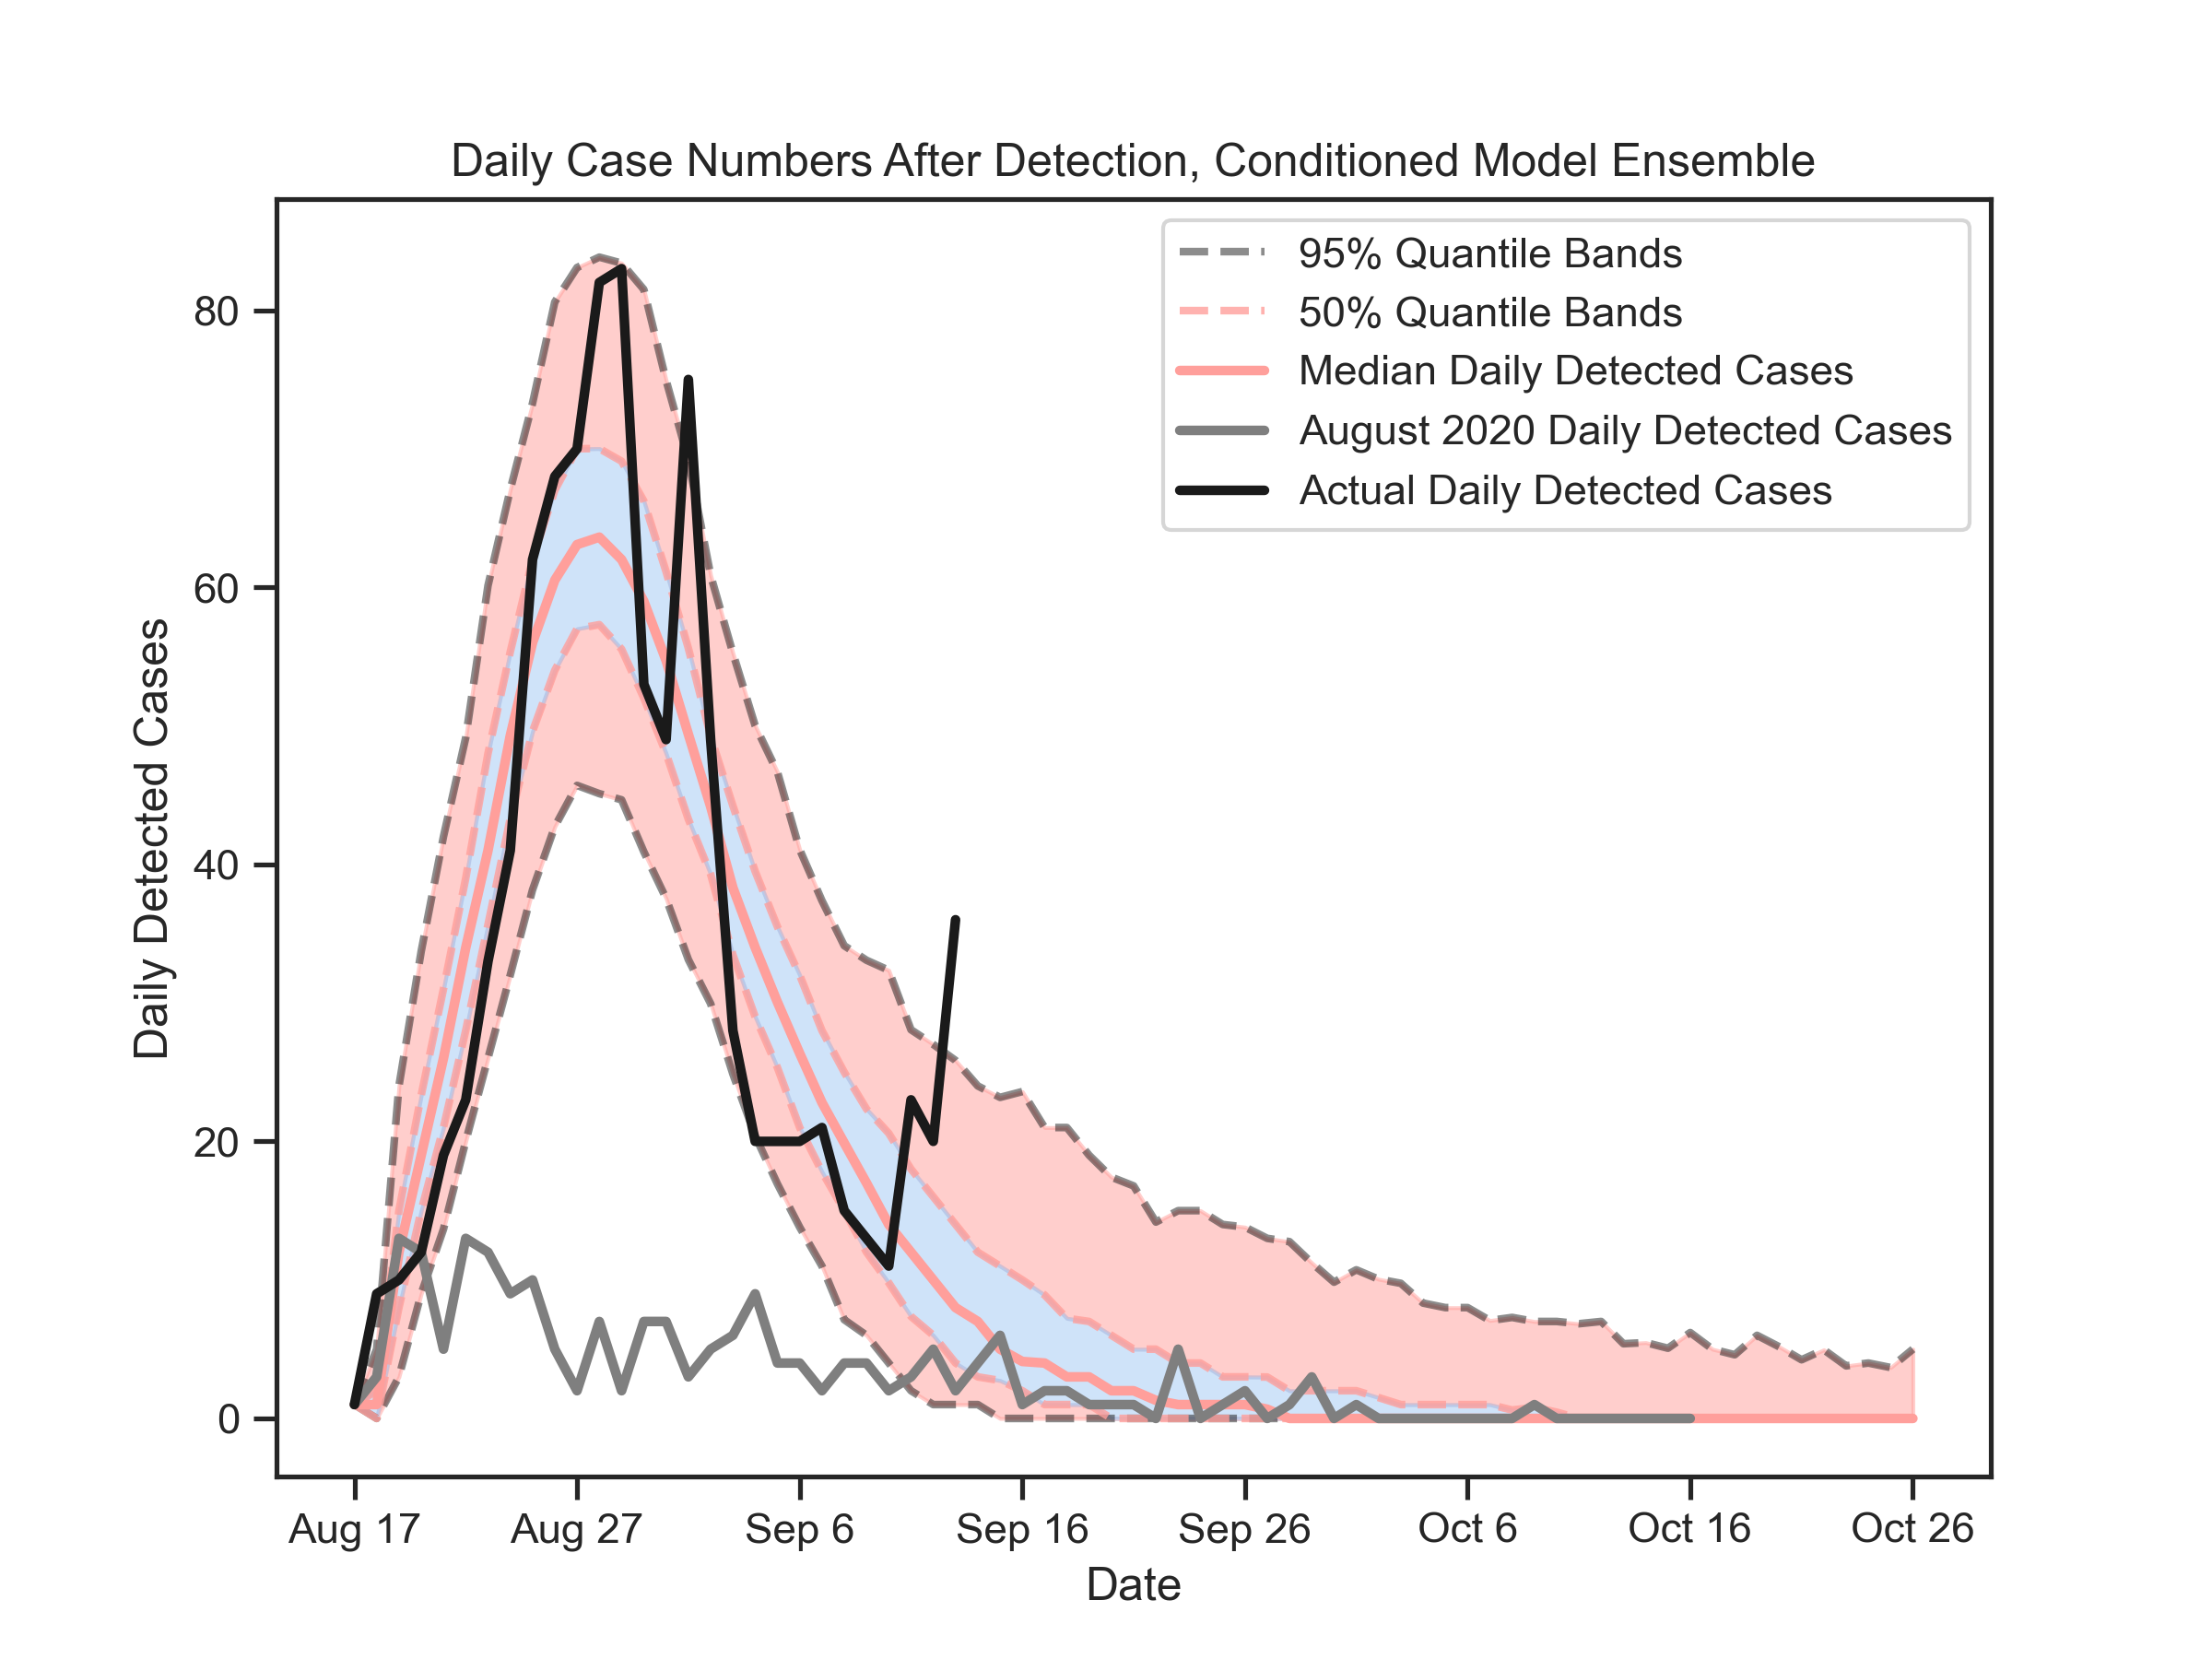 Daily Case Numbers After Detection, Conditioned Model Ensemble
95% Quantile Bands
50% Quantile Bands
Median Daily Detected Cases
August 2020 Daily Detected Cases
Actual Daily Detected Cases
Daily Detected Cases
80
60
40
20
0
Aug 17 Aug 27 Sep 6 Sep 16 Sep 26 Oct 6 Oct 16 Oct 26
Date